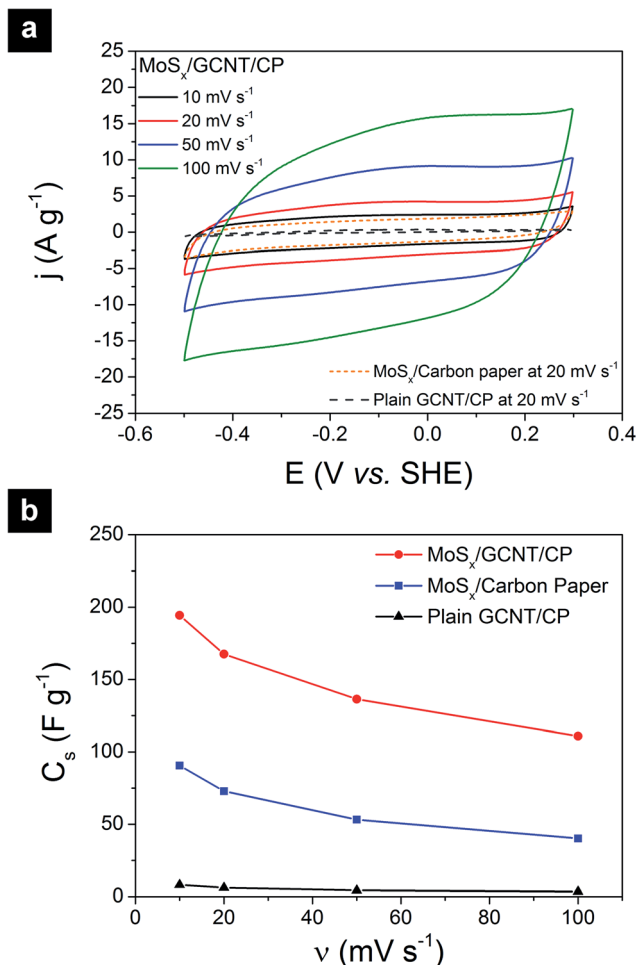 a
MoSₓ/GCNT/CP
10 mV s⁻¹
20 mV s⁻¹
50 mV s⁻¹
100 mV s⁻¹
25
20
15
10
5
0
-5
-10
-15
-20
-25
j (A g⁻¹)
MoSₓ/Carbon paper at 20 mV s⁻¹
Plain GCNT/CP at 20 mV s⁻¹
-0.6 -0.4 -0.2 0.0 0.2 0.4
E (V vs. SHE)
b
MoSₓ/GCNT/CP
MoSₓ/Carbon Paper
Plain GCNT/CP
250
200
150
100
50
0
Cₛ (F g⁻¹)
0 20 40 60 80 100
ν (mV s⁻¹)